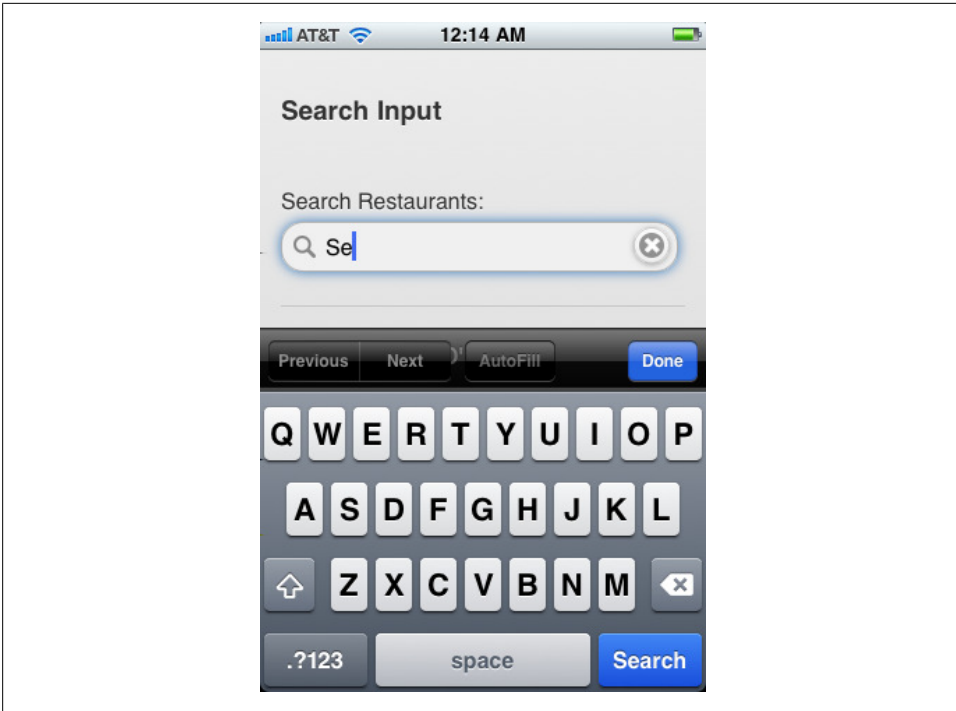 AT&T 12:14 AM
Search Input
Search Restaurants:
Se
Previous Next AutoFill Done
Q W E R T Y U I O P
A S D F G H J K L
Z X C V B N M
.?123 space Search